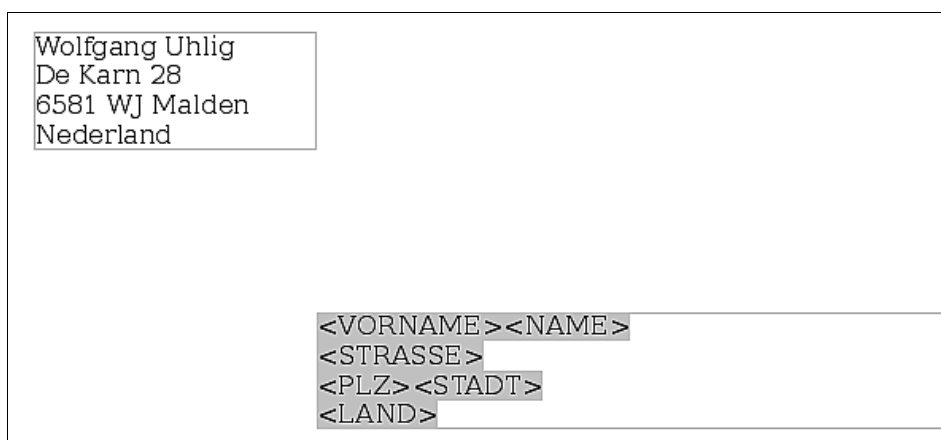 Wolfgang Uhlig
De Karn 28
6581 WJ Malden
Nederland
<VORNAME><NAME>
<STRASSE>
<PLZ><STADT>
<LAND>